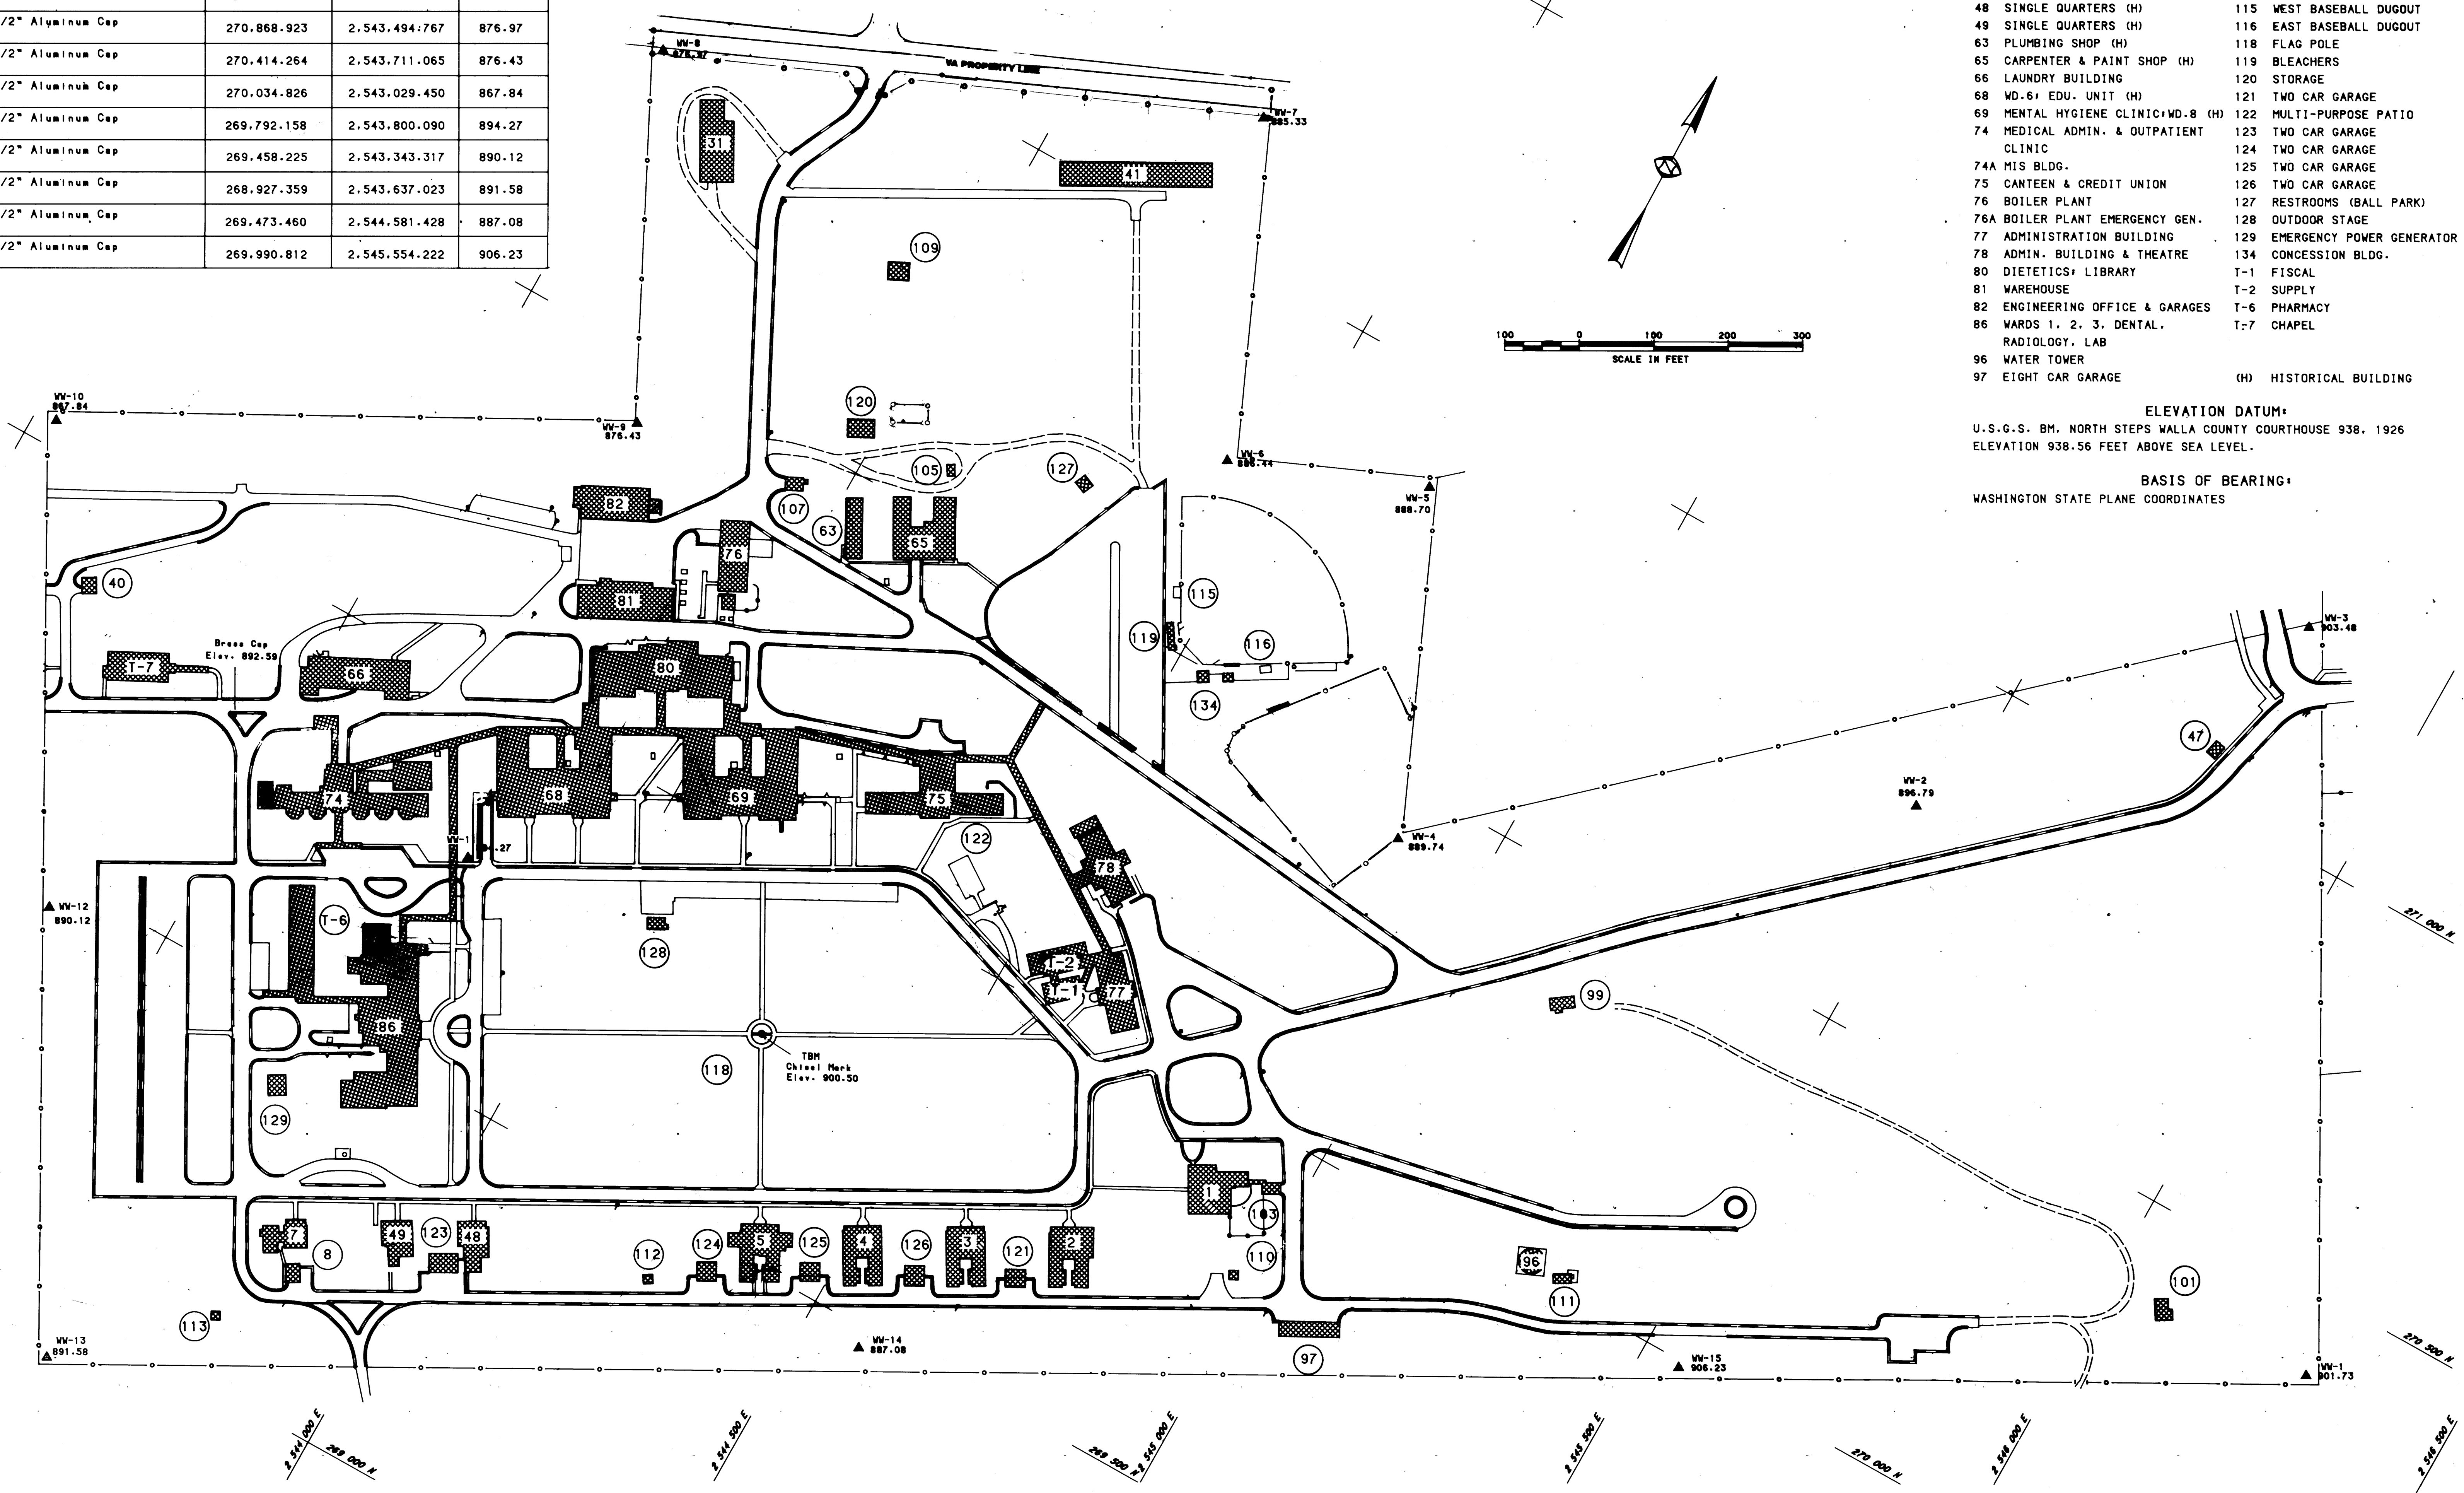 /2" Aluminum Cap 270.868.923 2.543.494.767 876.97
/2" Aluminum Cap 270.414.264 2.543.711.065 876.43
/2" Aluminum Cap 270.034.826 2.543.029.450 867.84
/2" Aluminum Cap 269.792.158 2.543.800.090 894.27
/2" Aluminum Cap 269.458.225 2.543.343.317 890.12
/2" Aluminum Cap 268.927.359 2.543.637.023 891.58
/2" Aluminum Cap 269.473.460 2.544.581.428 887.08
/2" Aluminum Cap 269.990.812 2.545.554.222 906.23
48 SINGLE QUARTERS (H)
49 SINGLE QUARTERS (H)
63 PLUMBING SHOP (H)
65 CARPENTER & PAINT SHOP (H)
66 LAUNDRY BUILDING
68 WD.6; EDU. UNIT (H)
69 MENTAL HYGIENE CLINIC;WD.8 (H)
74 MEDICAL ADMIN. & OUTPATIENT
CLINIC
74A MIS BLDG.
75 CANTEEN & CREDIT UNION
76 BOILER PLANT
76A BOILER PLANT EMERGENCY GEN.
77 ADMINISTRATION BUILDING
78 ADMIN. BUILDING & THEATRE
80 DIETETICS; LIBRARY
81 WAREHOUSE
82 ENGINEERING OFFICE & GARAGES
86 WARDS 1, 2, 3, DENTAL,
RADIOLOGY, LAB
96 WATER TOWER
97 EIGHT CAR GARAGE
115 WEST BASEBALL DUGOUT
116 EAST BASEBALL DUGOUT
118 FLAG POLE
119 BLEACHERS
120 STORAGE
121 TWO CAR GARAGE
122 MULTI-PURPOSE PATIO
123 TWO CAR GARAGE
124 TWO CAR GARAGE
125 TWO CAR GARAGE
126 TWO CAR GARAGE
127 RESTROOMS (BALL PARK)
128 OUTDOOR STAGE
129 EMERGENCY POWER GENERATOR
134 CONCESSION BLDG.
T-1 FISCAL
T-2 SUPPLY
T-6 PHARMACY
T-7 CHAPEL
(H) HISTORICAL BUILDING
ELEVATION DATUM:
U.S.G.S. BM, NORTH STEPS WALLA COUNTY COURTHOUSE 938, 1926
ELEVATION 938.56 FEET ABOVE SEA LEVEL.
BASIS OF BEARING:
WASHINGTON STATE PLANE COORDINATES
100 0 100 200 300
SCALE IN FEET
WW-8
876.97
VA PROPERTY LINE
WW-7
885.33
31
41
109
WW-10
867.84
WW-9
876.43
120
105
127
WW-6
886.44
WW-5
888.70
82
107
63
65
76
40
81
115
119
116
134
Brass Cap
Elev. 892.59
T-7
66
80
WW-3
903.48
47
74
68
69
75
WW-2
896.79
WW-4
889.74
WW-11
122
78
WW-12
890.12
T-6
128
T-2
T-1
77
99
86
TBM
Chisel Mark
Elev. 900.50
118
129
1
103
7
8
49
123
48
112
124
5
125
4
126
3
121
2
110
96
111
101
113
WW-13
891.58
WW-14
887.08
97
WW-15
906.23
WW-1
901.73
271 000 N
270 500 N
2 544 000 E
269 000 N
2 544 500 E
269 500 N
2 545 000 E
2 545 500 E
270 000 N
2 546 000 E
2 546 500 E